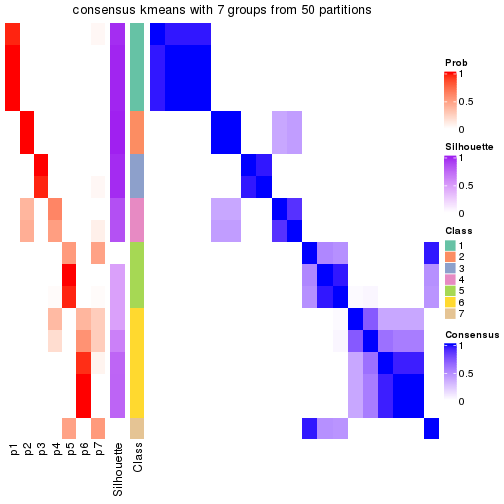 consensus kmeans with 7 groups from 50 partitions
Prob
1
0.5
0
Silhouette
1
0.5
0
Class
1
2
3
4
5
6
7
Consensus
1
0.5
0
p1
p2
p3
p4
p5
p6
p7
Silhouette
Class